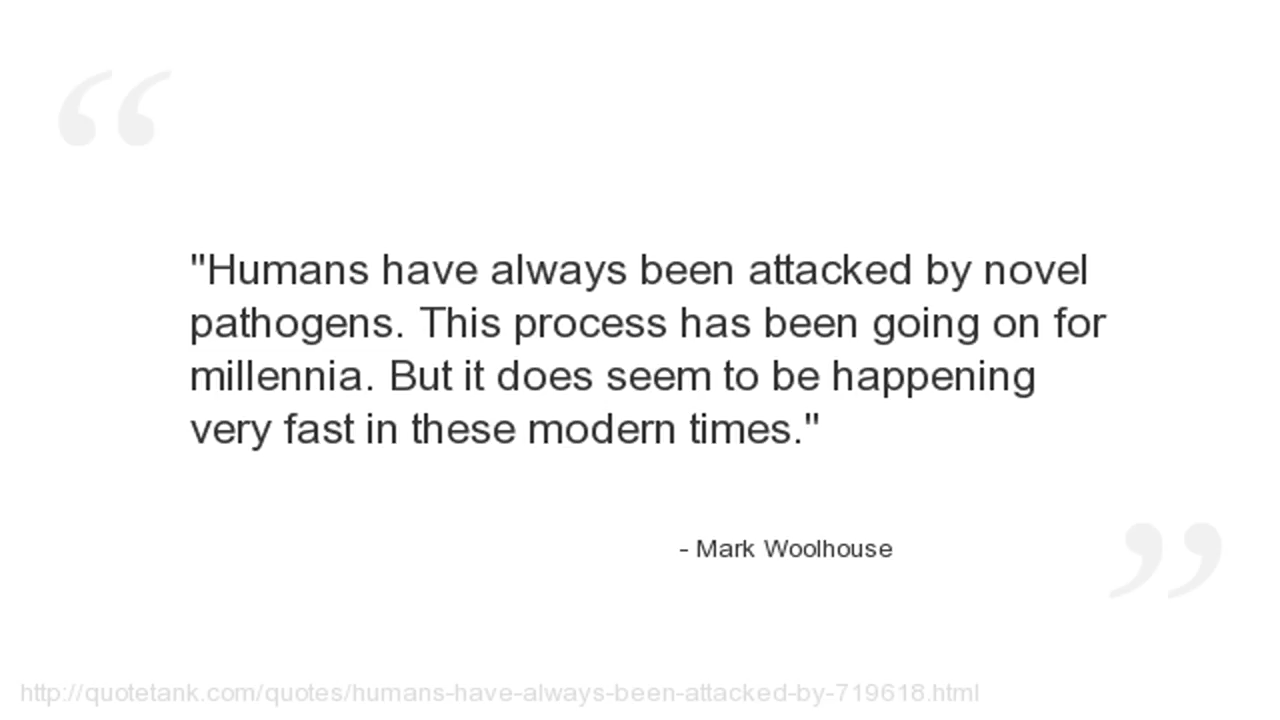 "Humans have always been attacked by novel
pathogens. This process has been going on for
millennia. But it does seem to be happening
very fast in these modern times."
- Mark Woolhouse
http://quotetank.com/quotes/humans-have-always-been-attacked-by-719618.html